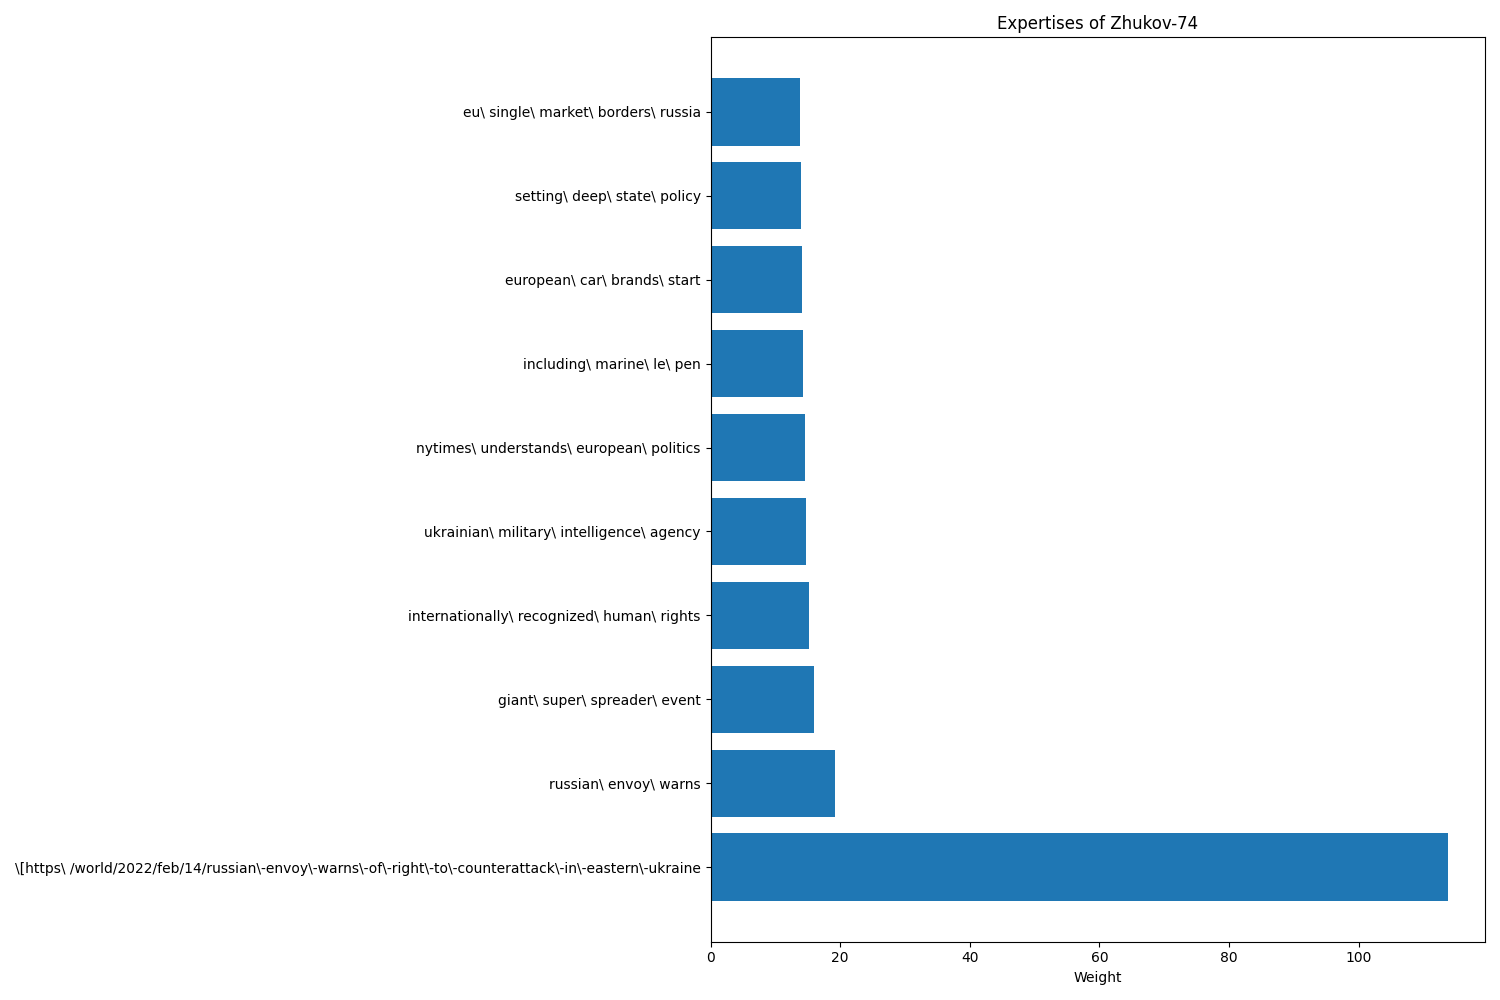 Expertises of Zhukov-74
eu\ single\ market\ borders\ russia
setting\ deep\ state\ policy
european\ car\ brands\ start
including\ marine\ le\ pen
nytimes\ understands\ european\ politics
ukrainian\ military\ intelligence\ agency
internationally\ recognized\ human\ rights
giant\ super\ spreader\ event
russian\ envoy\ warns
\[https\ /world/2022/feb/14/russian\-envoy\-warns\-of\-right\-to\-counterattack\-in\-eastern\-ukraine
0 20 40 60 80 100
Weight